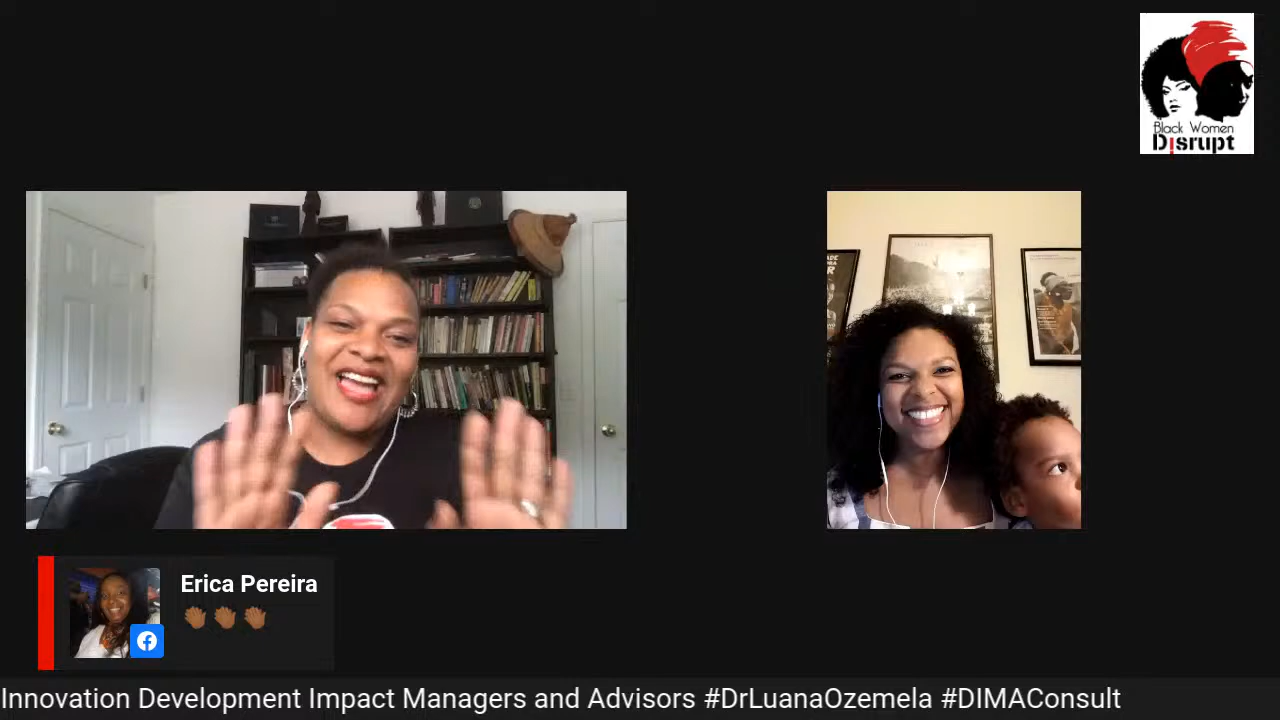 Black Women
Disrupt
Erica Pereira
Innovation Development Impact Managers and Advisors #DrLuanaOzemela #DIMAConsult